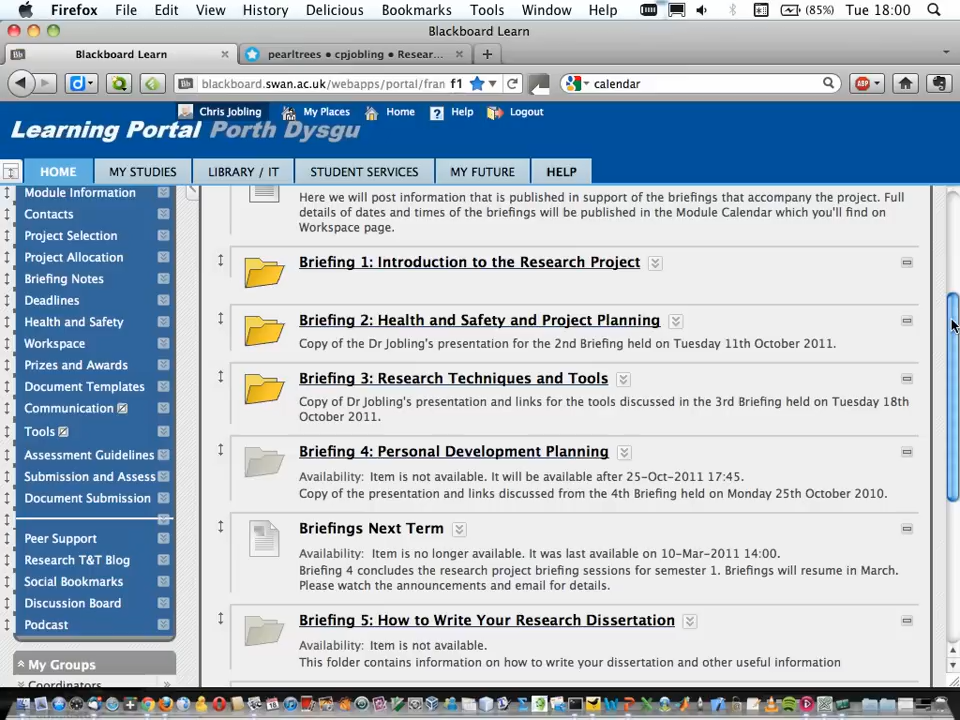 Firefox File Edit View History Delicious Bookmarks Tools Window Help (85%) Tue 18:00
Blackboard Learn
Blackboard Learn pearltrees • cpjobling • Resear...
blackboard.swan.ac.uk/webapps/portal/fran f1 calendar
Chris Jobling My Places Home Help Logout
Learning Portal Porth Dysgu
HOME MY STUDIES LIBRARY / IT STUDENT SERVICES MY FUTURE HELP
Module Information
Contacts
Project Selection
Project Allocation
Briefing Notes
Deadlines
Health and Safety
Workspace
Prizes and Awards
Document Templates
Communication
Tools
Assessment Guidelines
Submission and Assess
Document Submission
Peer Support
Research T&T Blog
Social Bookmarks
Discussion Board
Podcast
My Groups
Coordinators
Here we will post information that is published in support of the briefings that accompany the project. Full
details of dates and times of the briefings will be published in the Module Calendar which you'll find on
Workspace page.
Briefing 1: Introduction to the Research Project
Briefing 2: Health and Safety and Project Planning
Copy of the Dr Jobling's presentation for the 2nd Briefing held on Tuesday 11th October 2011.
Briefing 3: Research Techniques and Tools
Copy of Dr Jobling's presentation and links for the tools discussed in the 3rd Briefing held on Tuesday 18th
October 2011.
Briefing 4: Personal Development Planning
Availability: Item is not available. It will be available after 25-Oct-2011 17:45.
Copy of the presentation and links discussed from the 4th Briefing held on Monday 25th October 2010.
Briefings Next Term
Availability: Item is no longer available. It was last available on 10-Mar-2011 14:00.
Briefing 4 concludes the research project briefing sessions for semester 1. Briefings will resume in March.
Please watch the announcements and email for details.
Briefing 5: How to Write Your Research Dissertation
Availability: Item is not available.
This folder contains information on how to write your dissertation and other useful information